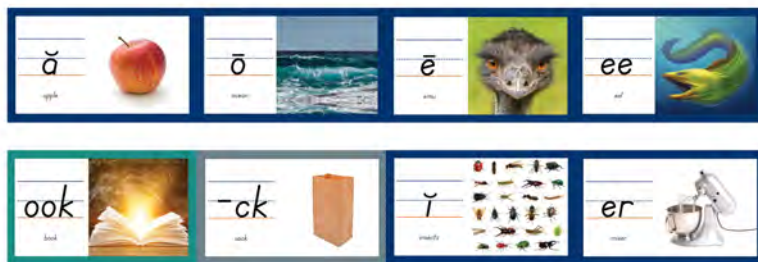 ă
apple
ō
ocean
ē
emu
ee
eel
ook
book
-ck
sack
ĭ
insects
er
mixer